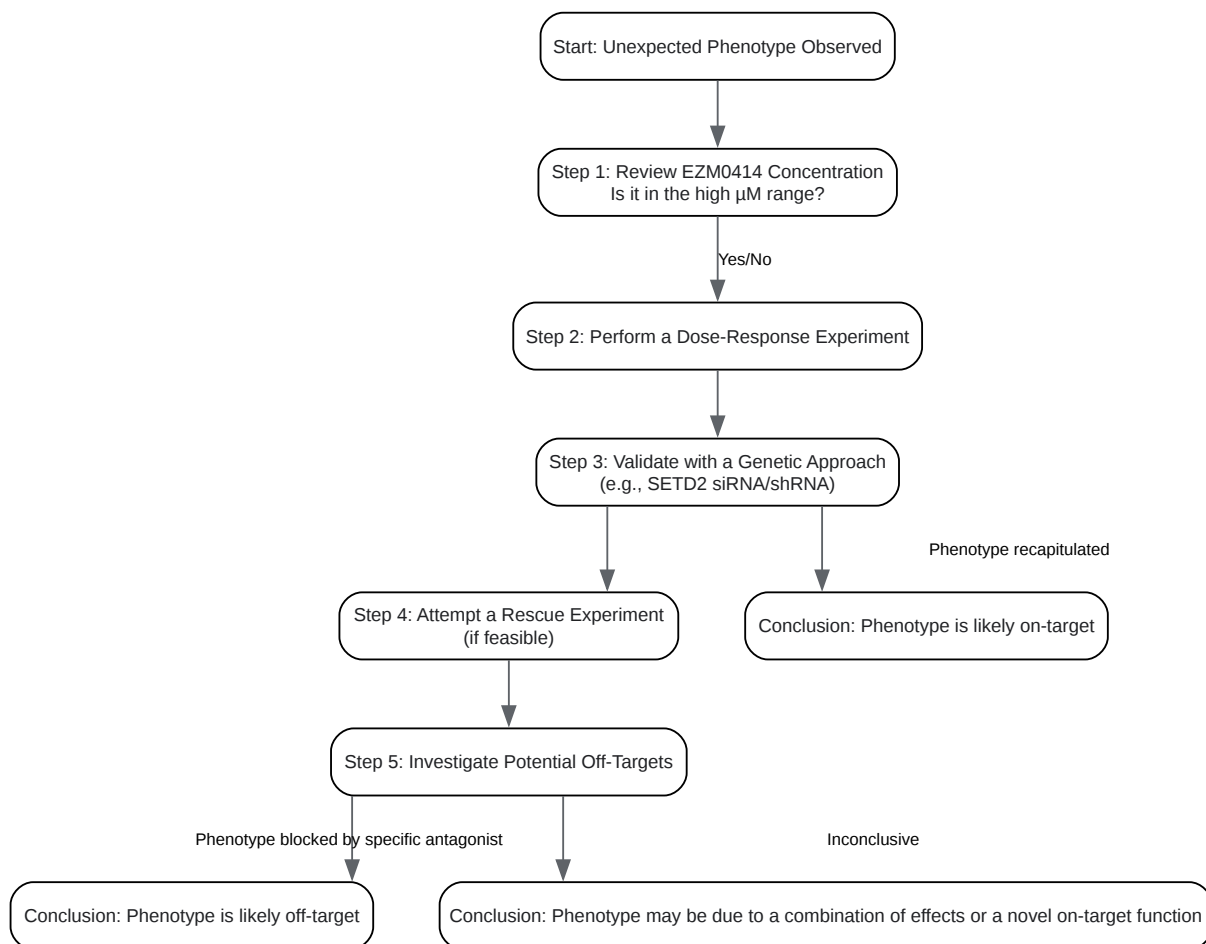 Start: Unexpected Phenotype Observed
Step 1: Review EZM0414 Concentration
Is it in the high µM range?
Yes/No
Step 2: Perform a Dose-Response Experiment
Step 3: Validate with a Genetic Approach
(e.g., SETD2 siRNA/shRNA)
Phenotype recapitulated
Step 4: Attempt a Rescue Experiment
(if feasible)
Conclusion: Phenotype is likely on-target
Step 5: Investigate Potential Off-Targets
Phenotype blocked by specific antagonist
Inconclusive
Conclusion: Phenotype is likely off-target
Conclusion: Phenotype may be due to a combination of effects or a novel on-target function